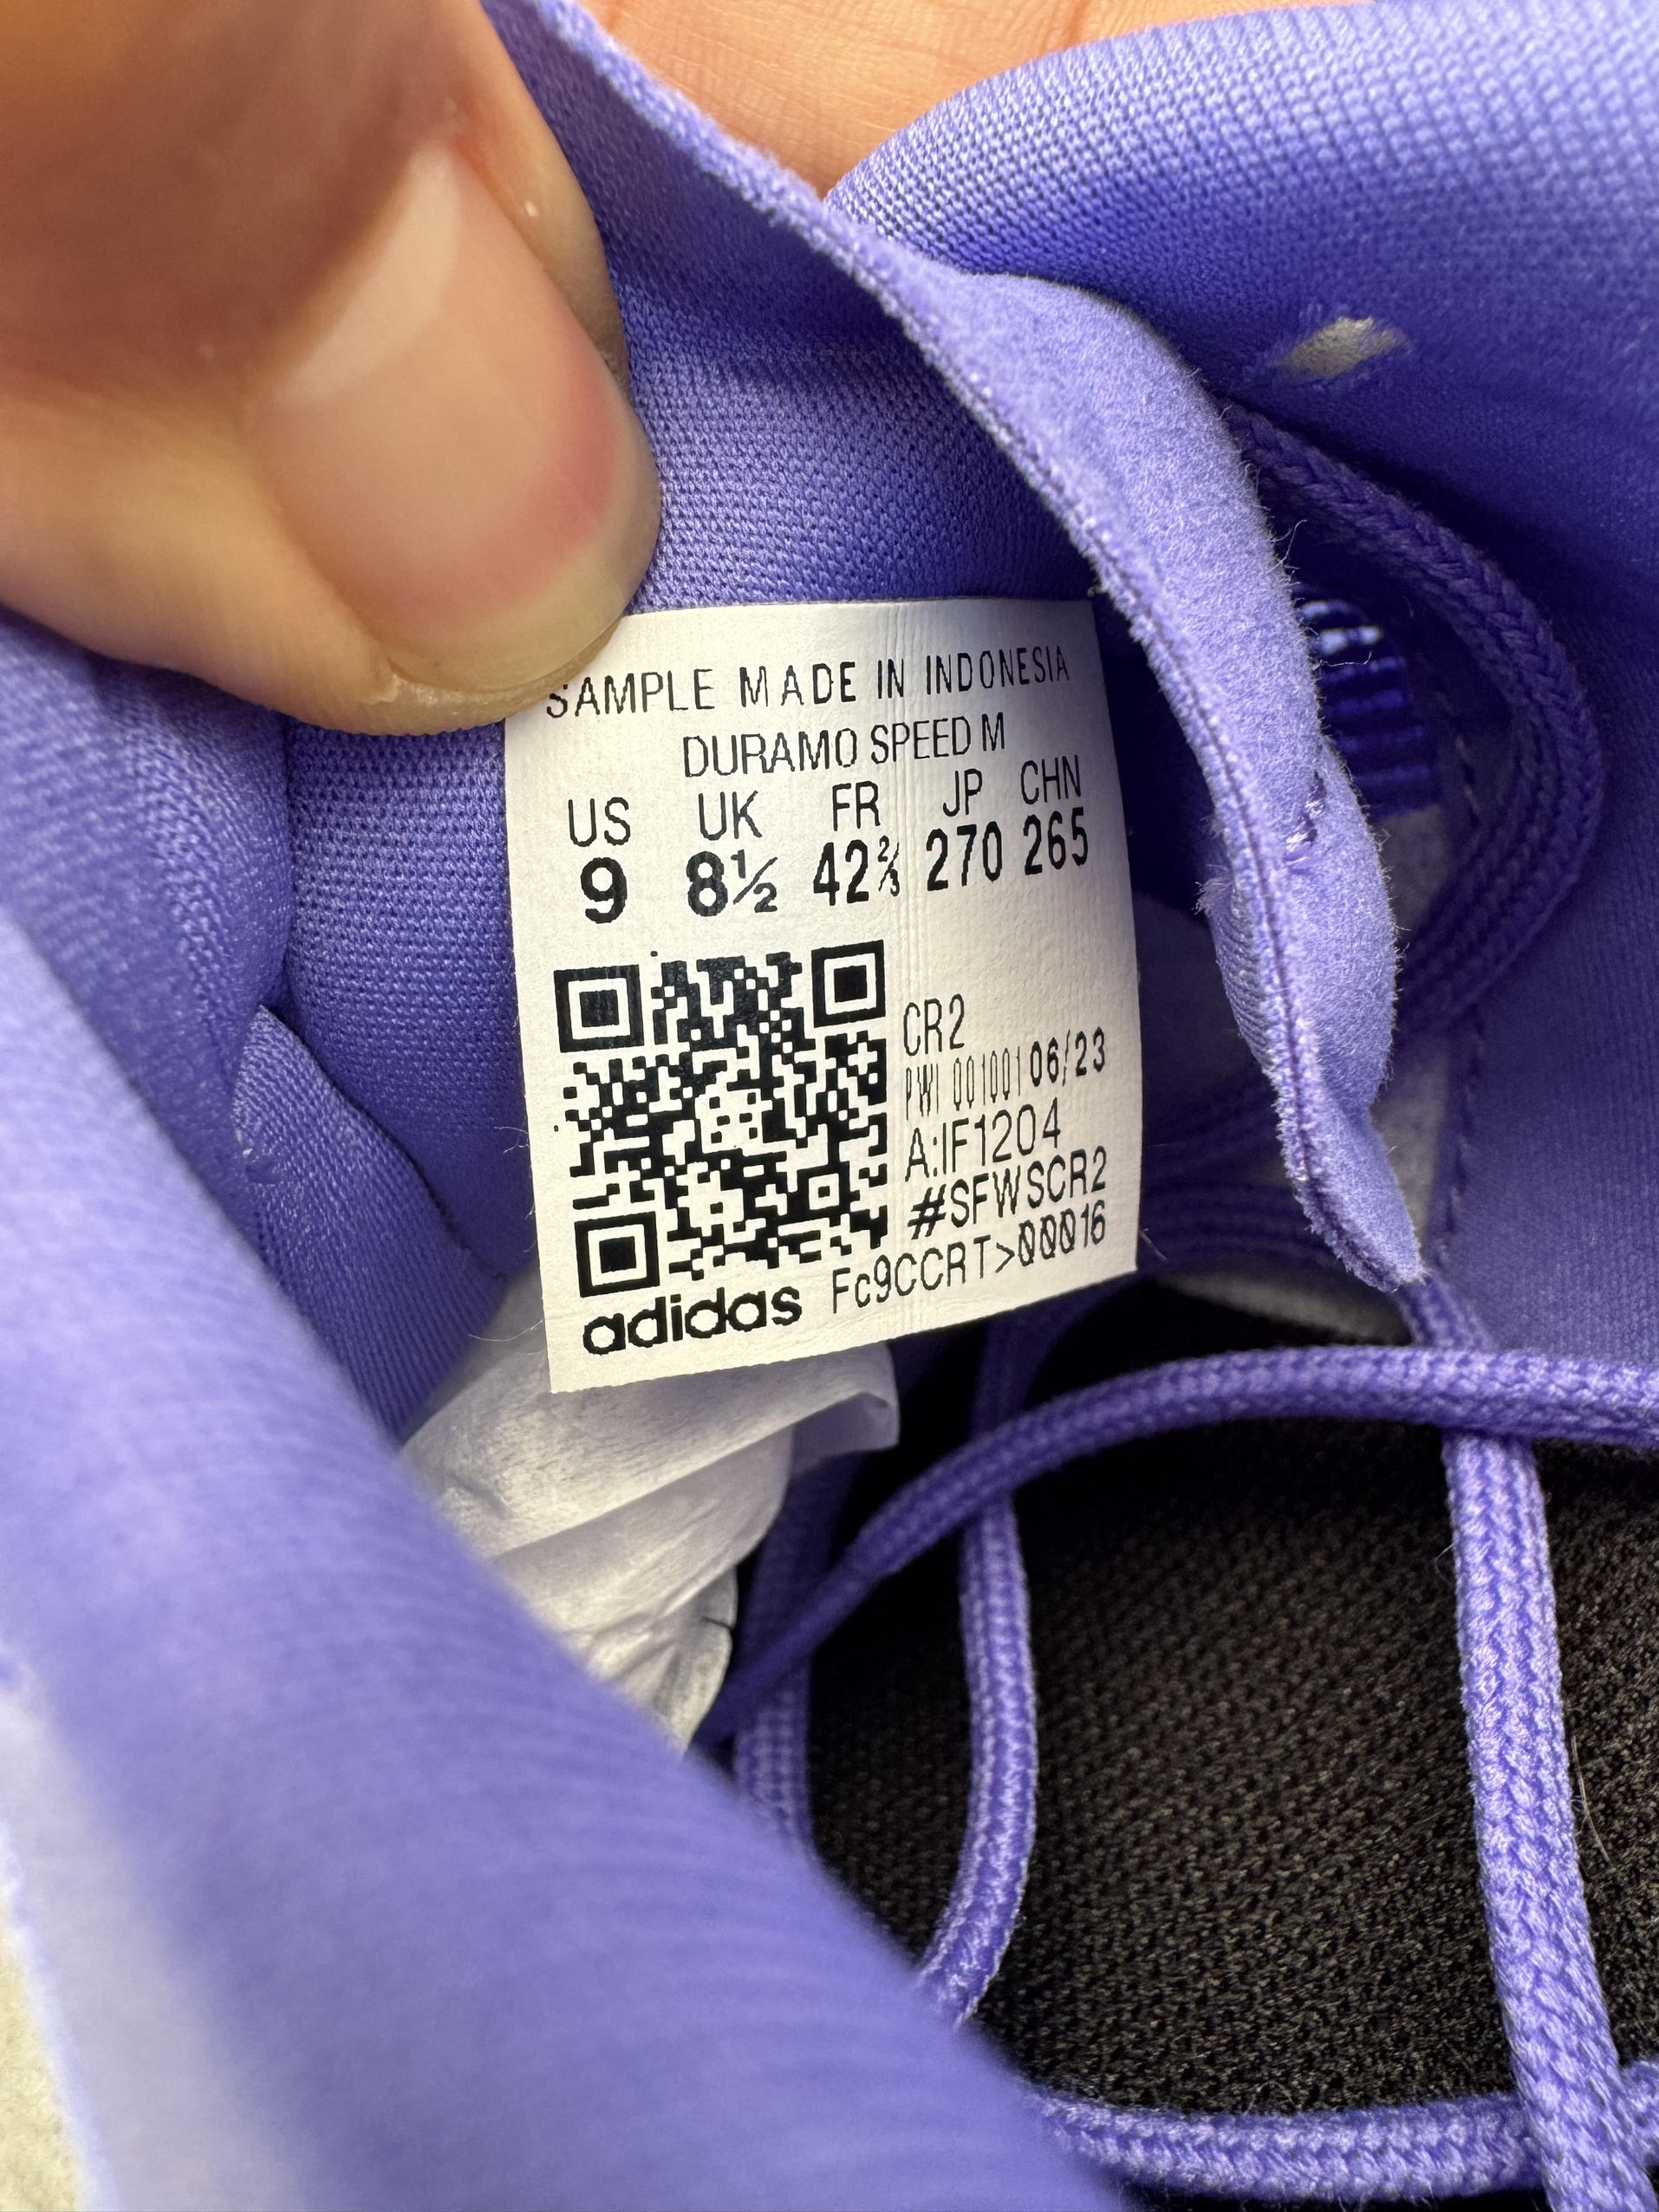 SAMPLE MADE IN INDONESIA
DURAMO SPEED M
US UK FR JP CHN
9 8½ 42⅔ 270 265
CR2
PWI 001001 06/23
A:IF1204
#SFWSCR2
Fc9CCRT>00016
adidas